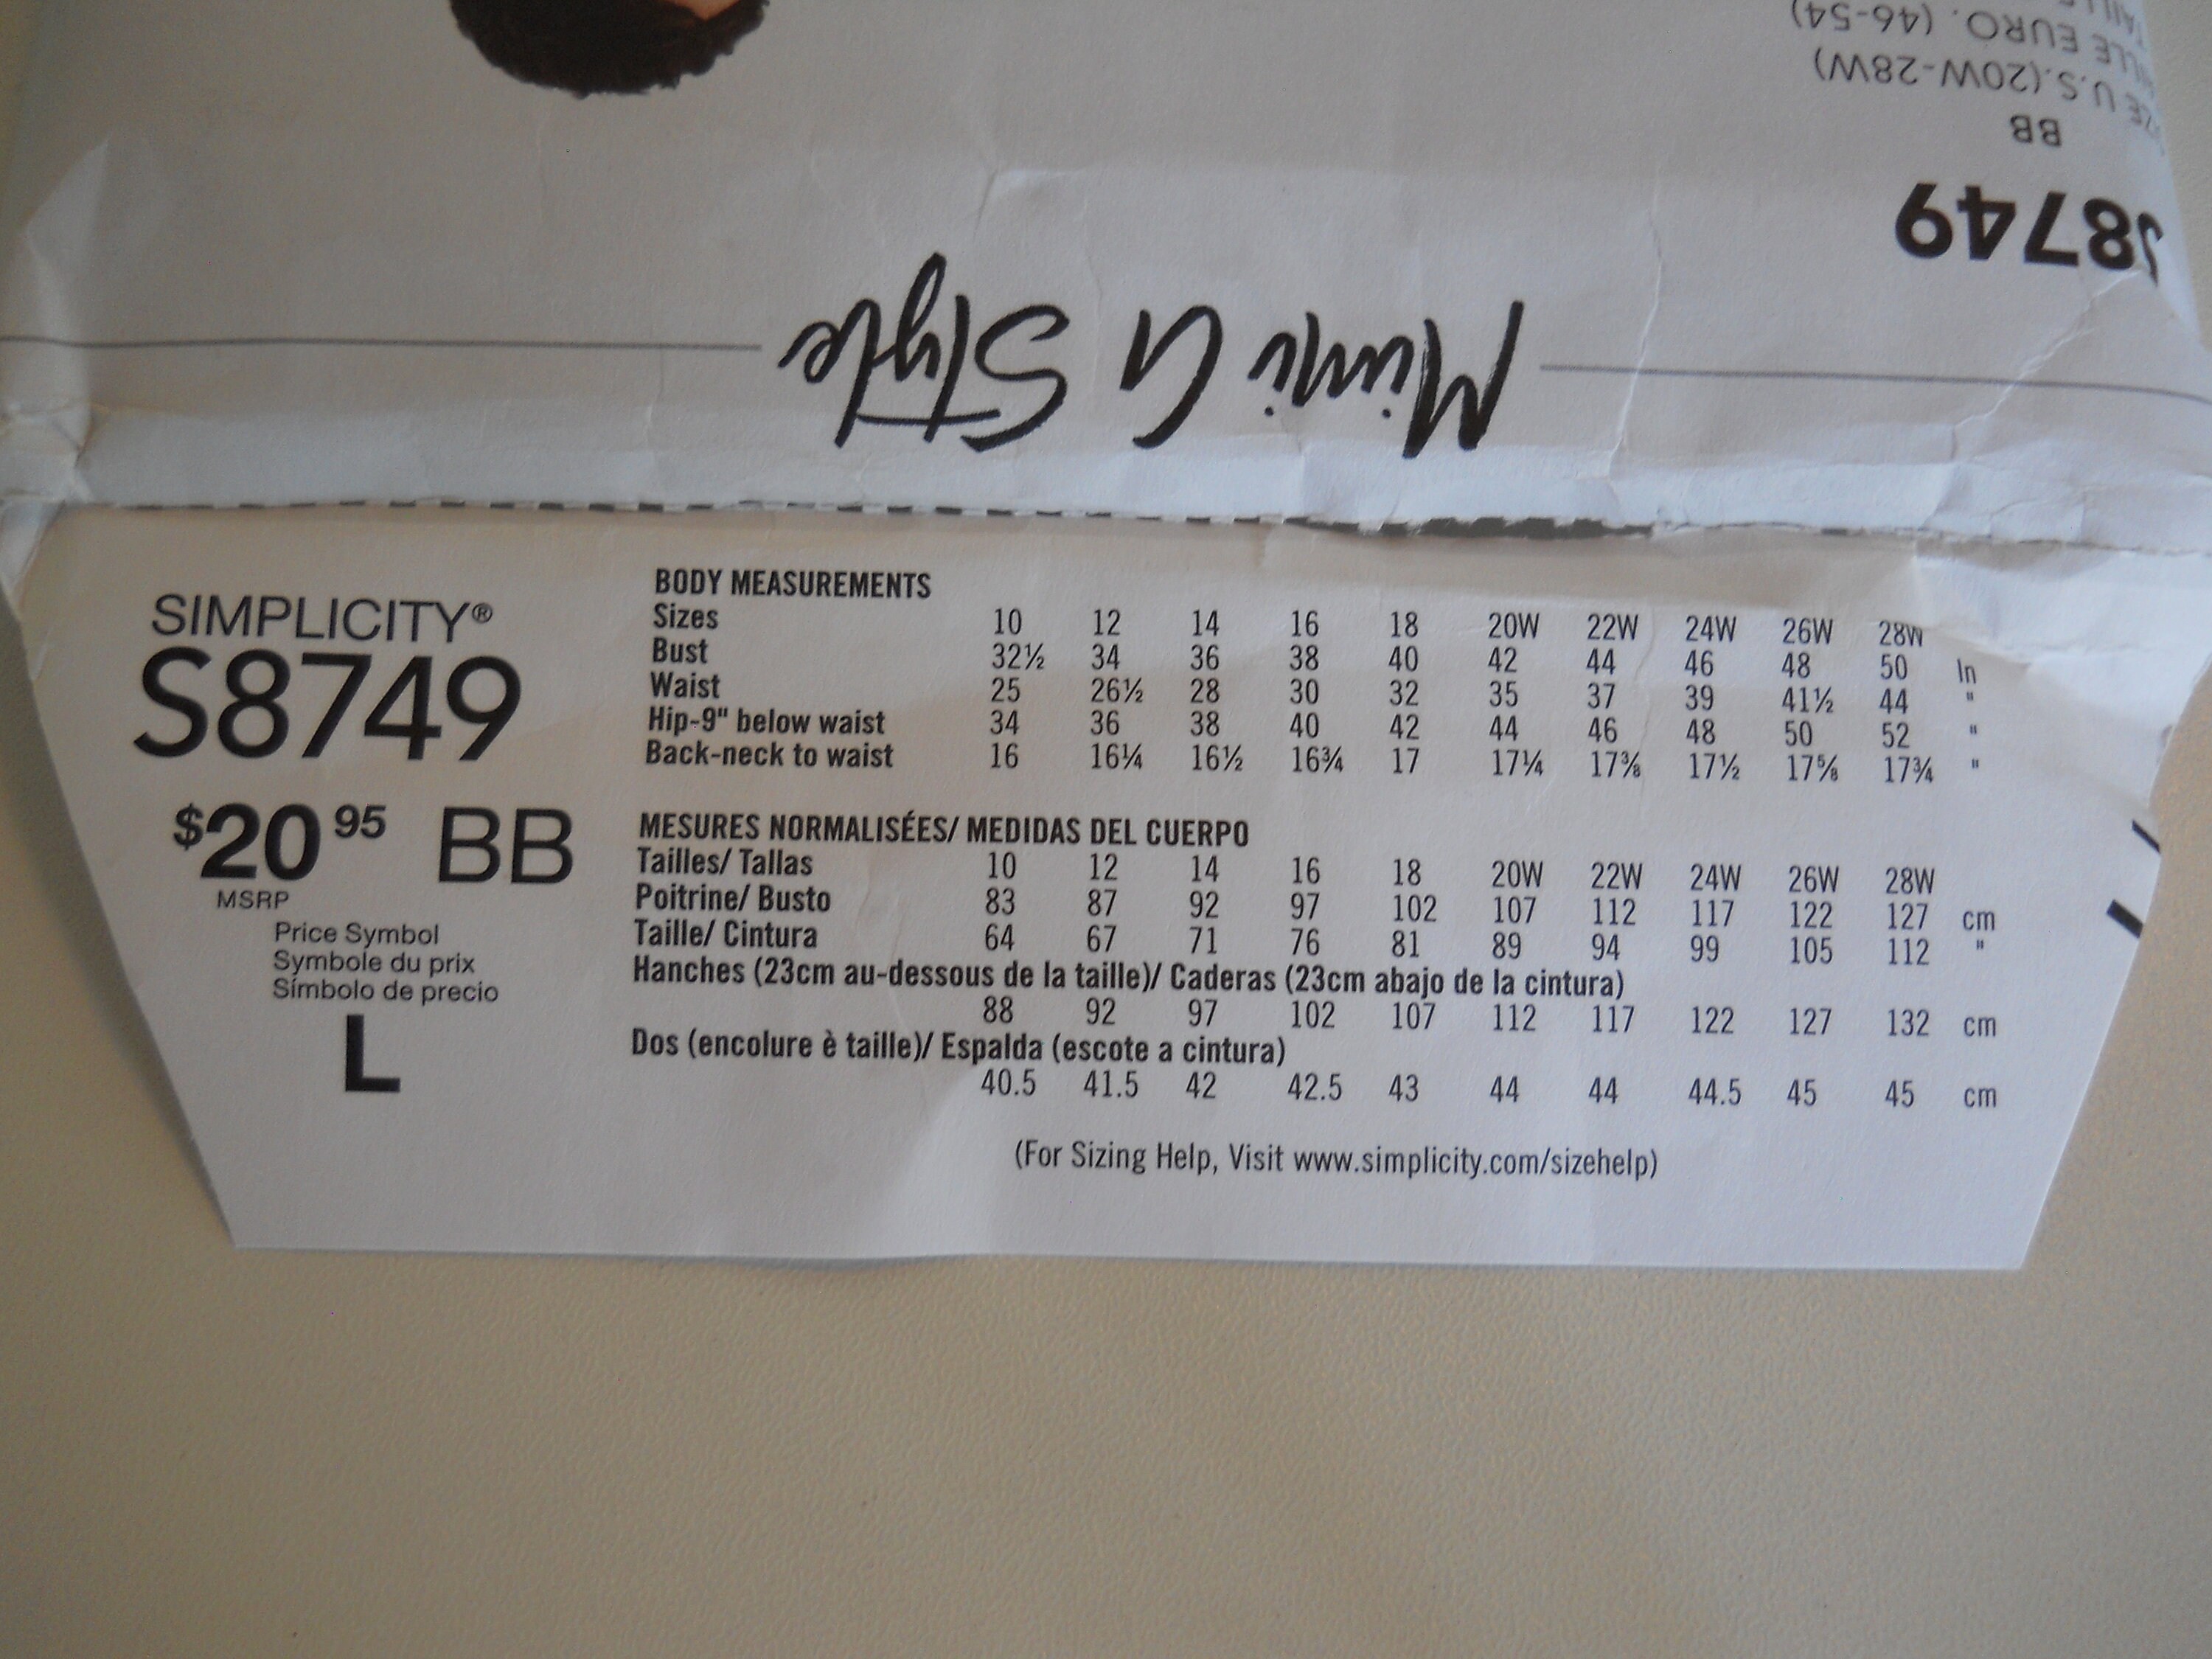 TAILLE EURO. (46-54)
U.S.(20W-28W)
BB
S8749
Mimi G Style
SIMPLICITY®
S8749
$20 95 BB
MSRP
Price Symbol
Symbole du prix
Símbolo de precio
L
BODY MEASUREMENTS
Sizes 10 12 14 16 18 20W 22W 24W 26W 28W
Bust 32½ 34 36 38 40 42 44 46 48 50 In
Waist 25 26½ 28 30 32 35 37 39 41½ 44 "
Hip-9" below waist 34 36 38 40 42 44 46 48 50 52 "
Back-neck to waist 16 16¼ 16½ 16¾ 17 17¼ 17⅜ 17½ 17⅝ 17¾ "
MESURES NORMALISÉES/ MEDIDAS DEL CUERPO
Tailles/ Tallas 10 12 14 16 18 20W 22W 24W 26W 28W
Poitrine/ Busto 83 87 92 97 102 107 112 117 122 127 cm
Taille/ Cintura 64 67 71 76 81 89 94 99 105 112 "
Hanches (23cm au-dessous de la taille)/ Caderas (23cm abajo de la cintura)
88 92 97 102 107 112 117 122 127 132 cm
Dos (encolure è taille)/ Espalda (escote a cintura)
40.5 41.5 42 42.5 43 44 44 44.5 45 45 cm
(For Sizing Help, Visit www.simplicity.com/sizehelp)